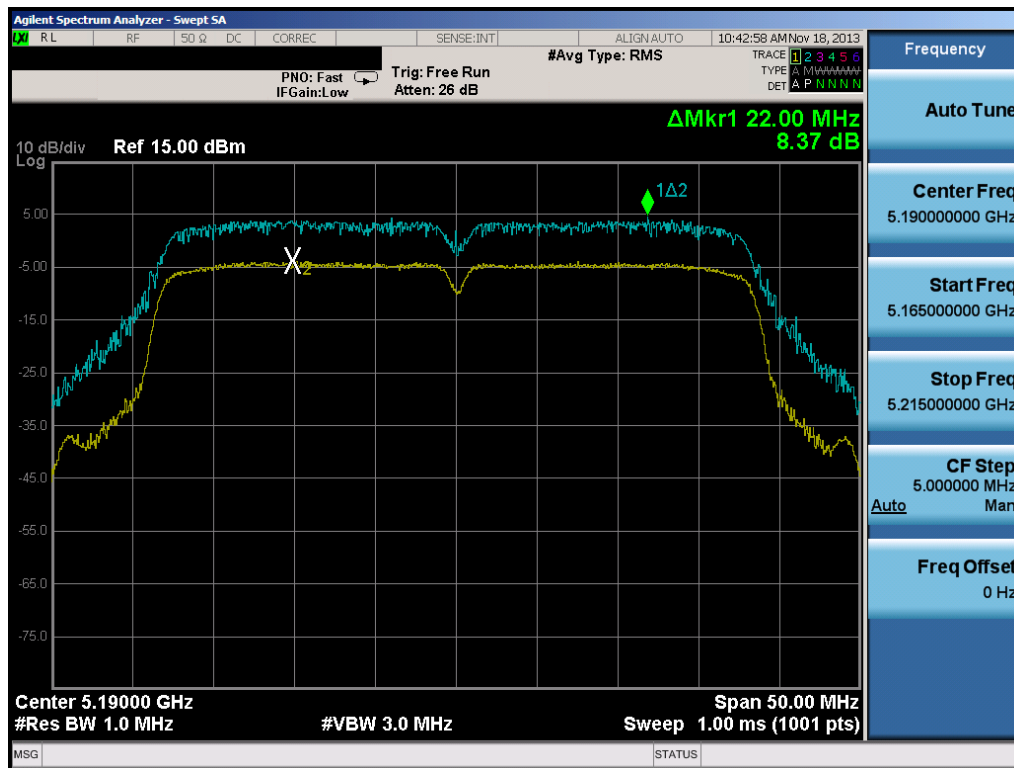 Agilent Spectrum Analyzer - Swept SA
LXI RL RF 50 Ω DC CORREC SENSE:INT ALIGN AUTO 10:42:58 AM Nov 18, 2013
#Avg Type: RMS
TRACE 1 2 3 4 5 6
TYPE A M W W W W
DET A P N N N N
PNO: Fast
IFGain:Low
Trig: Free Run
Atten: 26 dB
ΔMkr1 22.00 MHz
8.37 dB
10 dB/div
Log
Ref 15.00 dBm
1Δ2
X2
5.00
-5.00
-15.0
-25.0
-35.0
-45.0
-55.0
-65.0
-75.0
Center 5.19000 GHz
Span 50.00 MHz
#Res BW 1.0 MHz
#VBW 3.0 MHz
Sweep 1.00 ms (1001 pts)
MSG
STATUS
Frequency
Auto Tune
Center Freq
5.190000000 GHz
Start Freq
5.165000000 GHz
Stop Freq
5.215000000 GHz
CF Step
5.000000 MHz
Auto Man
Freq Offset
0 Hz